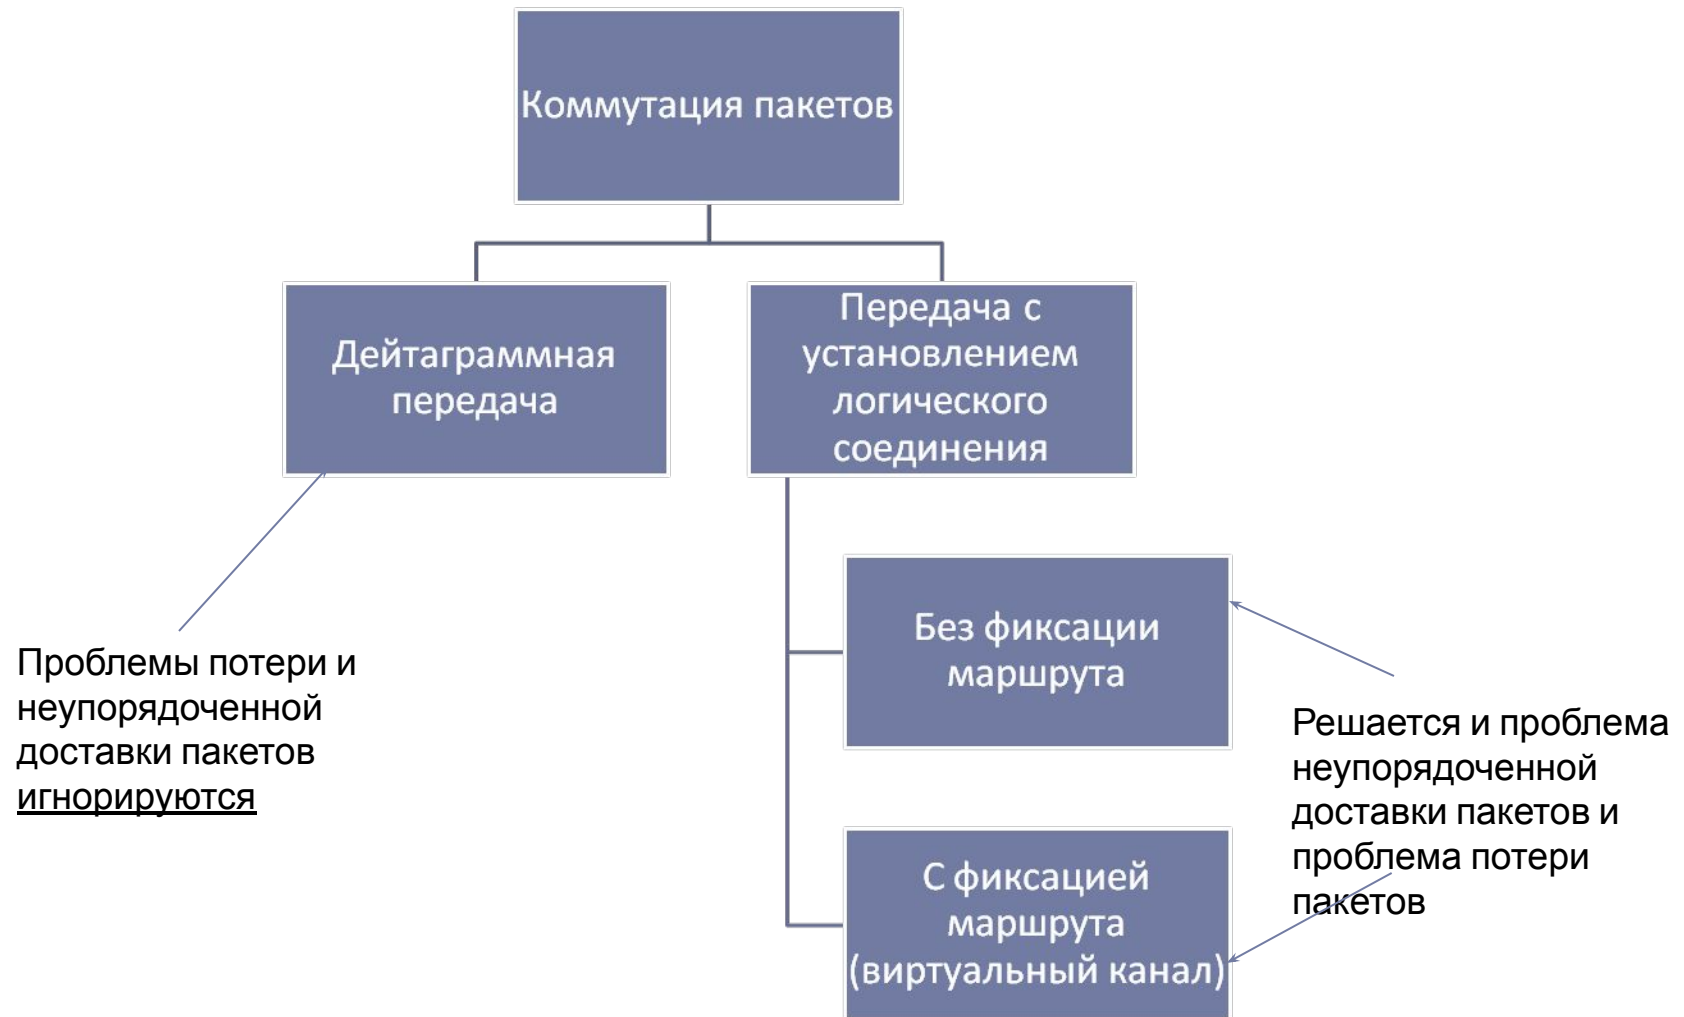 Коммутация пакетов
Дейтаграммная
передача
Передача с
установлением
логического
соединения
Без фиксации
маршрута
С фиксацией
маршрута
(виртуальный канал)
Проблемы потери и
неупорядоченной
доставки пакетов
игнорируются
Решается и проблема
неупорядоченной
доставки пакетов и
проблема потери
пакетов